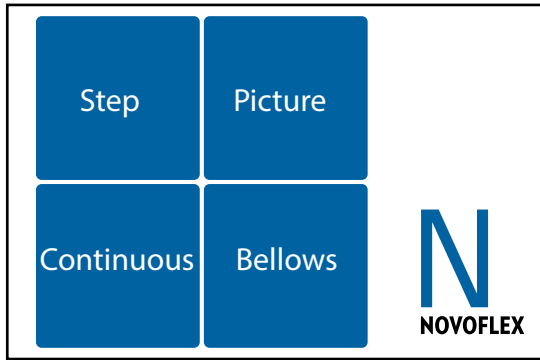 Step
Picture
Continuous
Bellows
N
NOVOFLEX